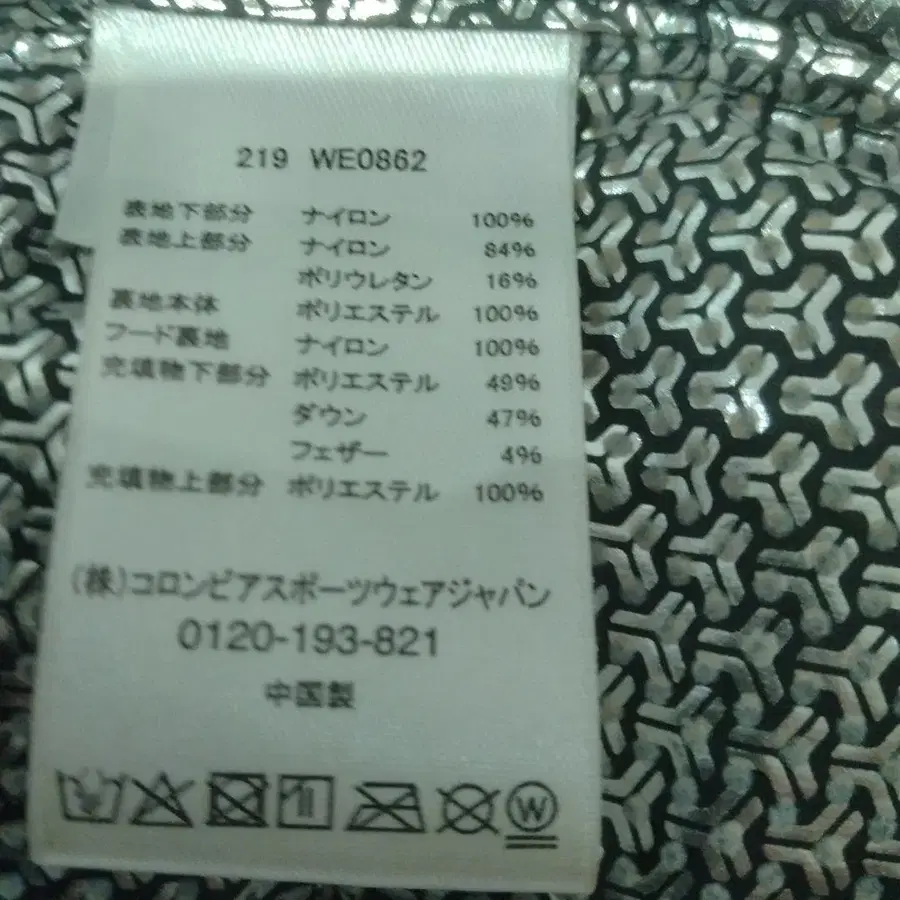 219 WE0862
表地下部分 ナイロン 100%
表地上部分 ナイロン 84%
ポリウレタン 16%
裏地本体 ポリエステル 100%
フード裏地 ナイロン 100%
充填物下部分 ポリエステル 49%
ダウン 47%
フェザー 4%
充填物上部分 ポリエステル 100%
(株)コロンビアスポーツウェアジャパン
0120-193-821
中国製
W